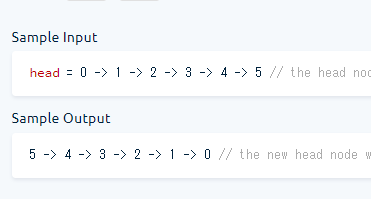 Sample Input
head = 0 -> 1 -> 2 -> 3 -> 4 -> 5 // the head
Sample Output
5 -> 4 -> 3 -> 2 -> 1 -> 0 // the new head node